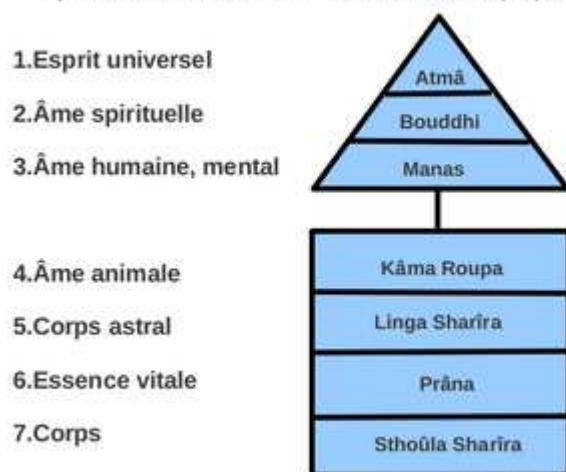 1.Esprit universel
Atmâ
2.Âme spirituelle
Bouddhi
3.Âme humaine, mental
Manas
4.Âme animale
Kâma Roupa
5.Corps astral
Linga Sharîra
6.Essence vitale
Prâna
7.Corps
Sthoûla Sharîra